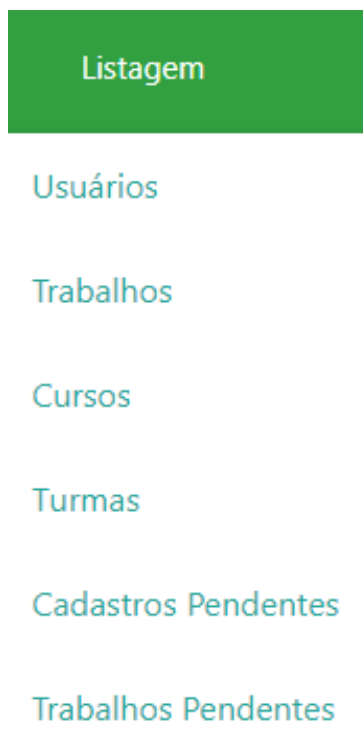 Listagem
Usuários
Trabalhos
Cursos
Turmas
Cadastros Pendentes
Trabalhos Pendentes